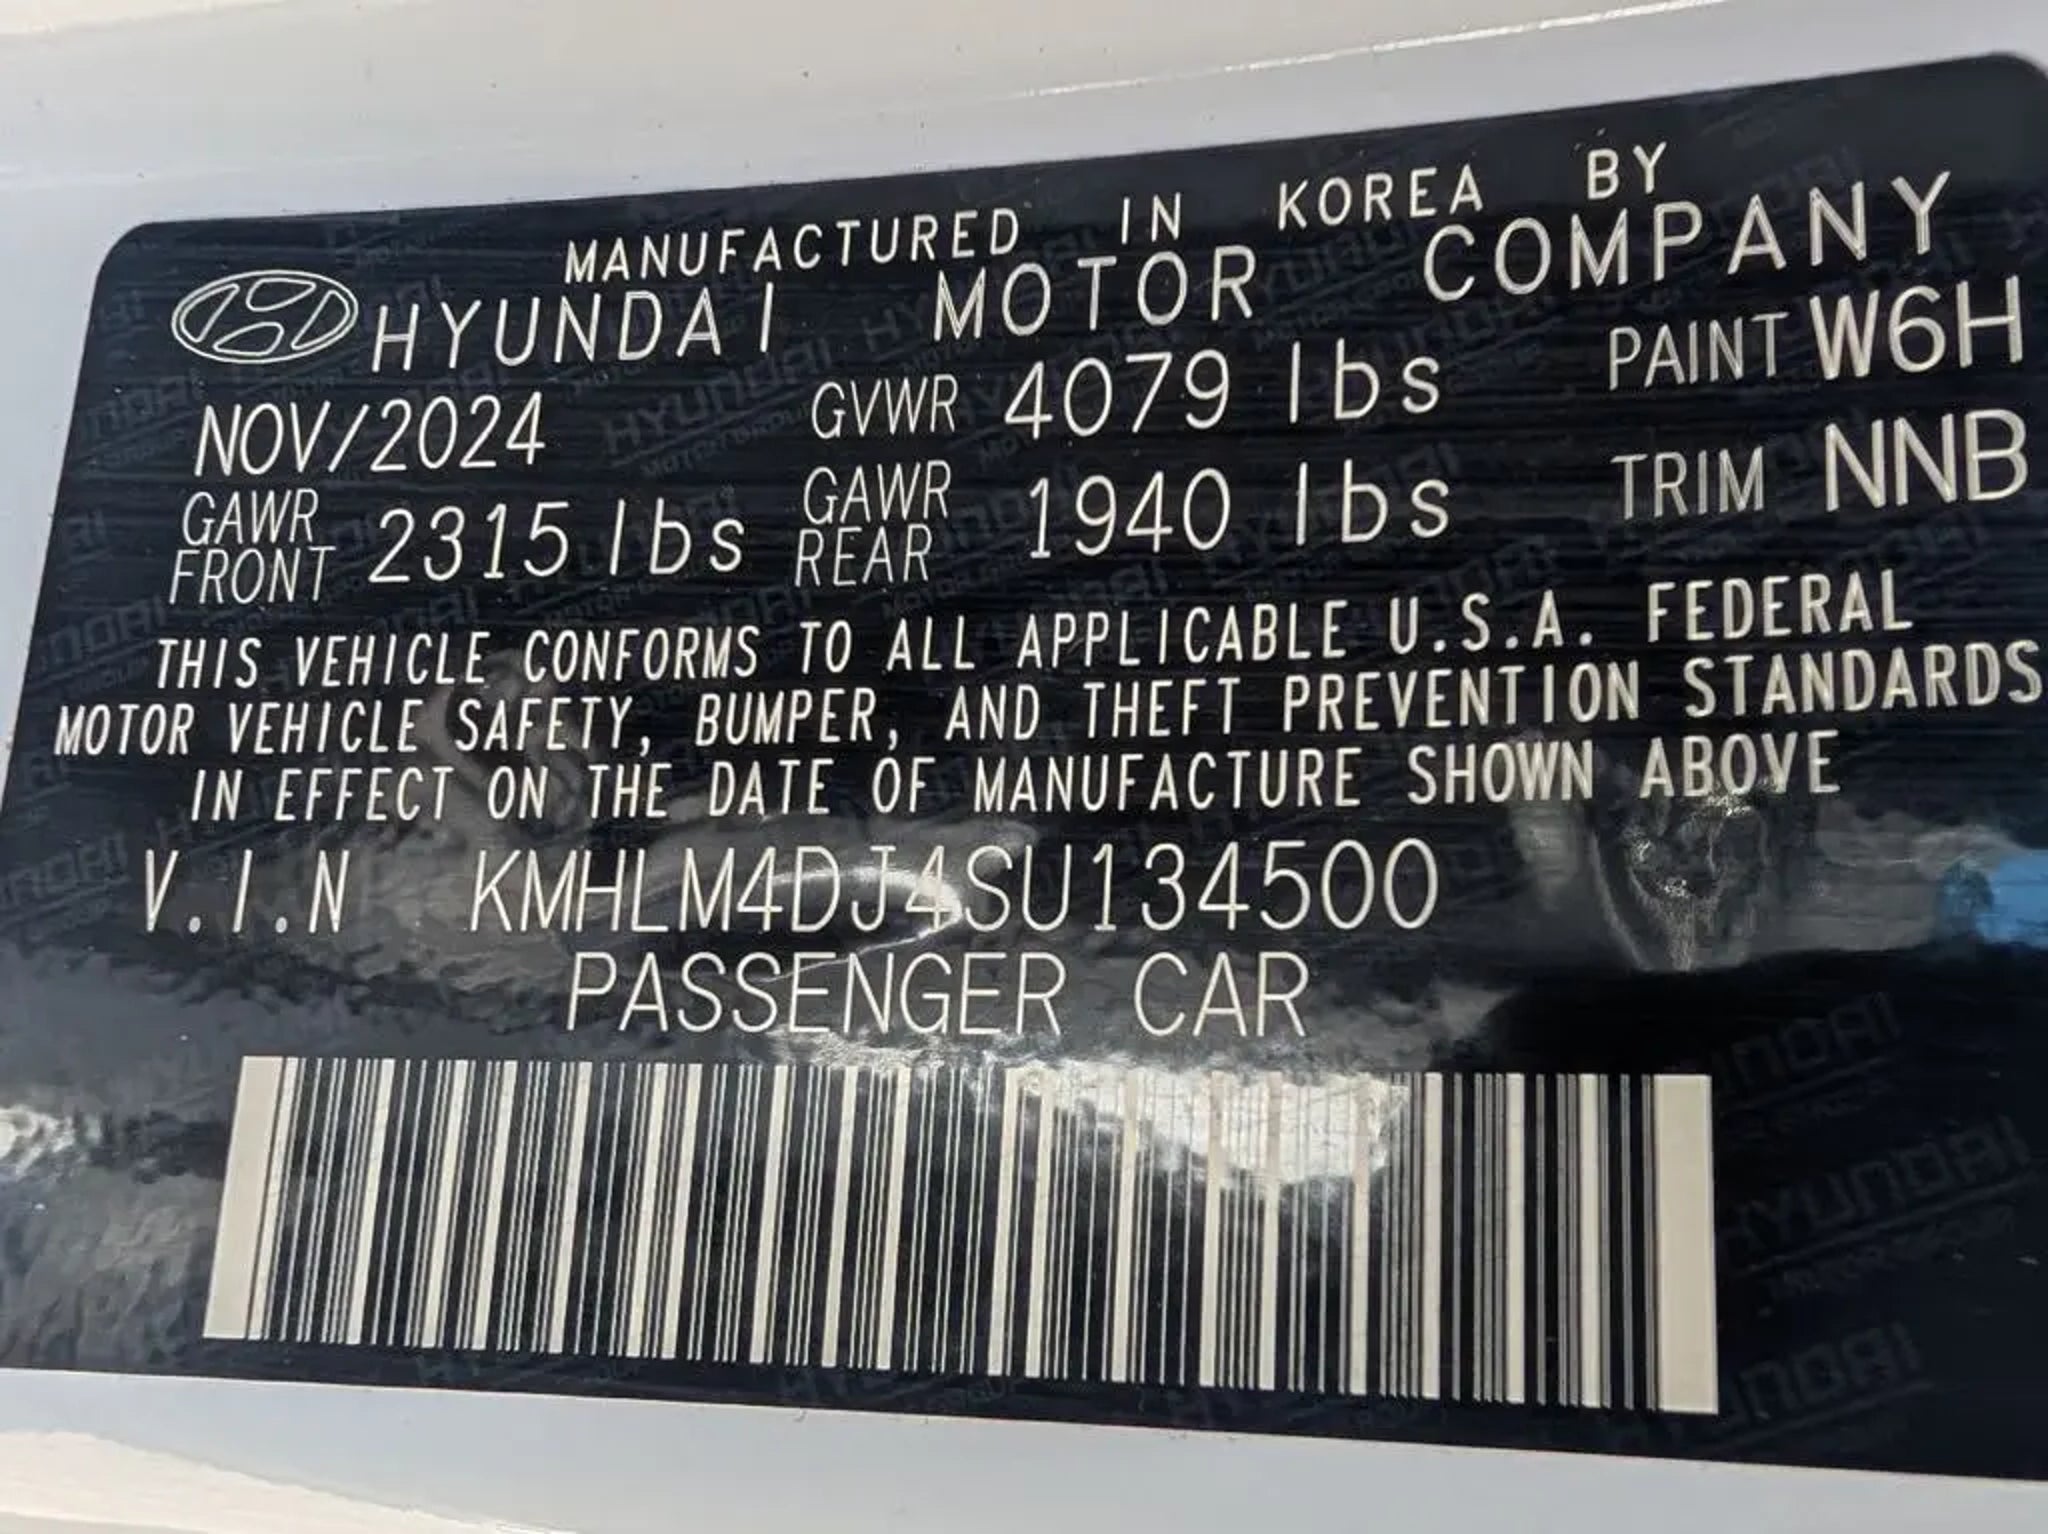 MANUFACTURED IN KOREA BY
HYUNDAI MOTOR COMPANY
NOV/2024 GVWR 4079 lbs PAINT W6H
GAWR FRONT 2315 lbs GAWR REAR 1940 lbs TRIM NNB
THIS VEHICLE CONFORMS TO ALL APPLICABLE U.S.A. FEDERAL
MOTOR VEHICLE SAFETY, BUMPER, AND THEFT PREVENTION STANDARDS
IN EFFECT ON THE DATE OF MANUFACTURE SHOWN ABOVE
V.I.N KMHLM4DJ4SU134500
PASSENGER CAR